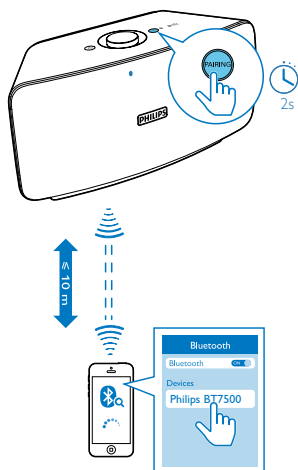 PAIRING
2s
PHILIPS
≤ 10 m
Bluetooth
Bluetooth ON
Devices
Philips BT7500